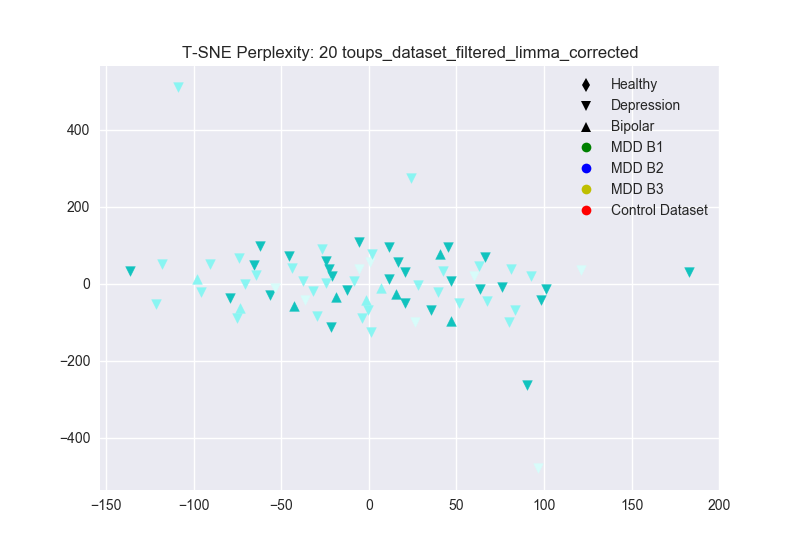 T-SNE Perplexity: 20 toups_dataset_filtered_limma_corrected
Healthy
Depression
Bipolar
MDD B1
MDD B2
MDD B3
Control Dataset
400
200
0
−200
−400
−150 −100 −50 0 50 100 150 200